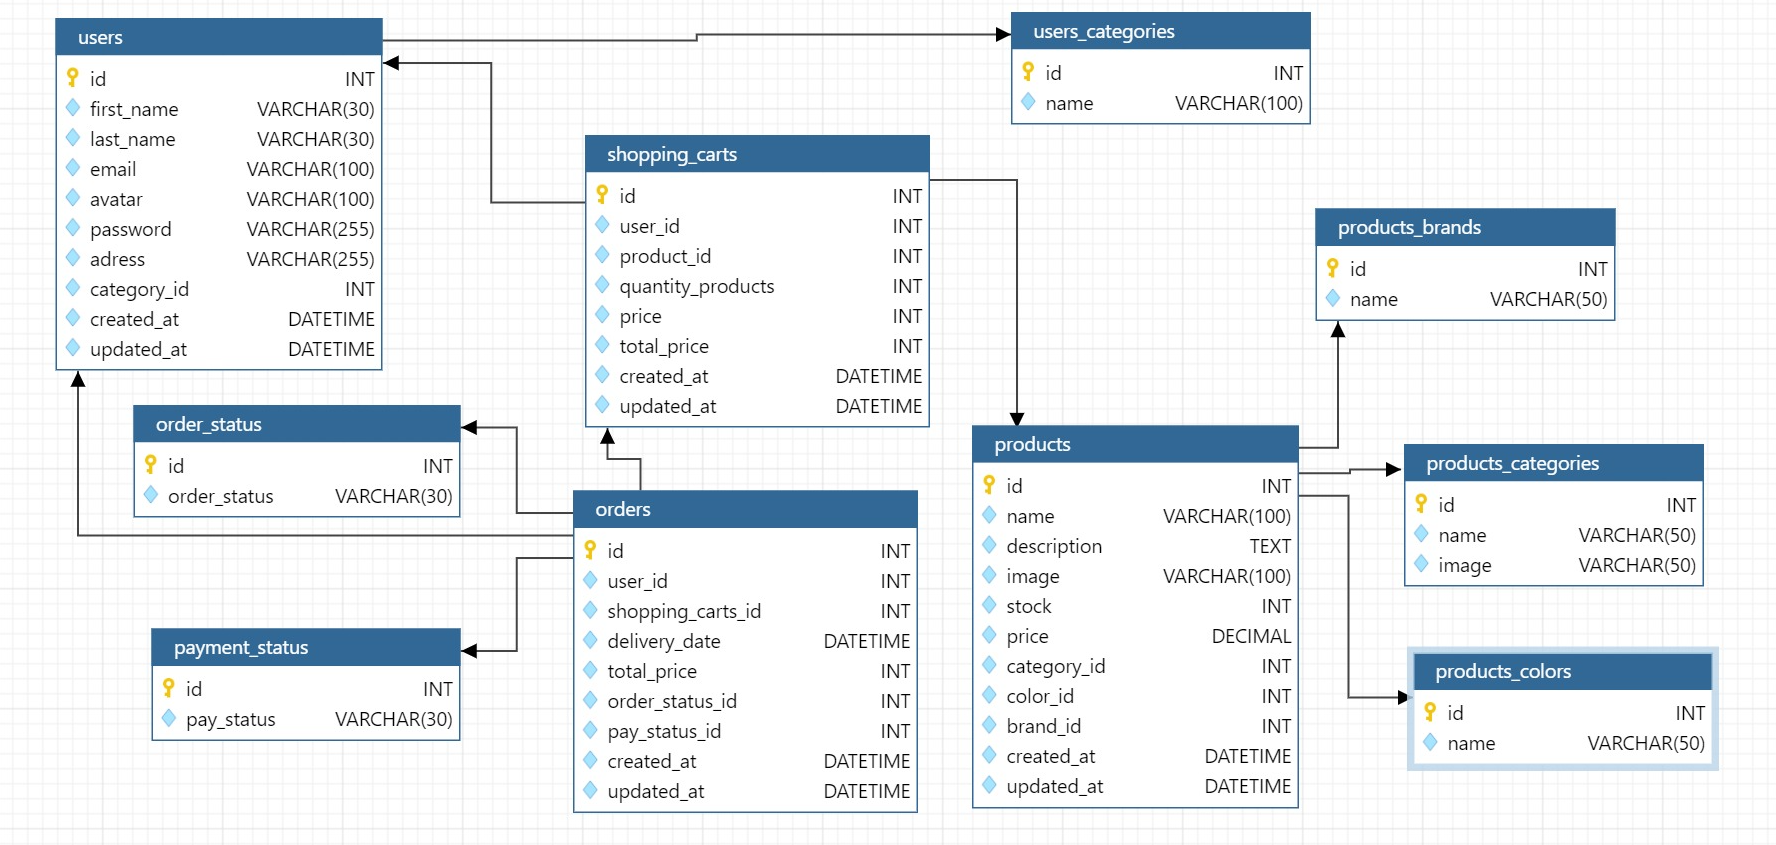 users
id INT
first_name VARCHAR(30)
last_name VARCHAR(30)
email VARCHAR(100)
avatar VARCHAR(100)
password VARCHAR(255)
adress VARCHAR(255)
category_id INT
created_at DATETIME
updated_at DATETIME
users_categories
id INT
name VARCHAR(100)
shopping_carts
id INT
user_id INT
product_id INT
quantity_products INT
price INT
total_price INT
created_at DATETIME
updated_at DATETIME
products_brands
id INT
name VARCHAR(50)
order_status
id INT
order_status VARCHAR(30)
orders
id INT
user_id INT
shopping_carts_id INT
delivery_date DATETIME
total_price INT
order_status_id INT
pay_status_id INT
created_at DATETIME
updated_at DATETIME
products
id INT
name VARCHAR(100)
description TEXT
image VARCHAR(100)
stock INT
price DECIMAL
category_id INT
color_id INT
brand_id INT
created_at DATETIME
updated_at DATETIME
products_categories
id INT
name VARCHAR(50)
image VARCHAR(50)
payment_status
id INT
pay_status VARCHAR(30)
products_colors
id INT
name VARCHAR(50)